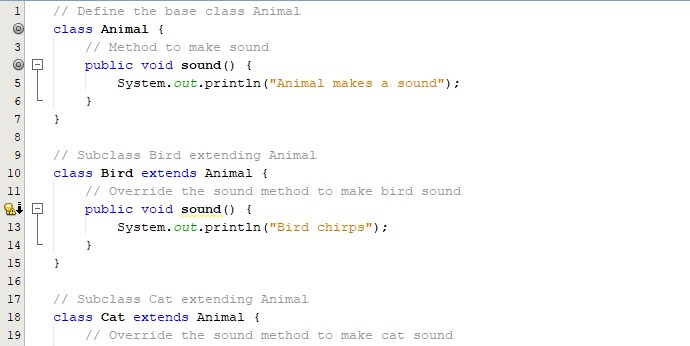 1 // Define the base class Animal
class Animal {
3 // Method to make sound
public void sound() {
5 System.out.println("Animal makes a sound");
6 }
7 }
8
9 // Subclass Bird extending Animal
10 class Bird extends Animal {
11 // Override the sound method to make bird sound
public void sound() {
13 System.out.println("Bird chirps");
14 }
15 }
16
17 // Subclass Cat extending Animal
18 class Cat extends Animal {
19 // Override the sound method to make cat sound